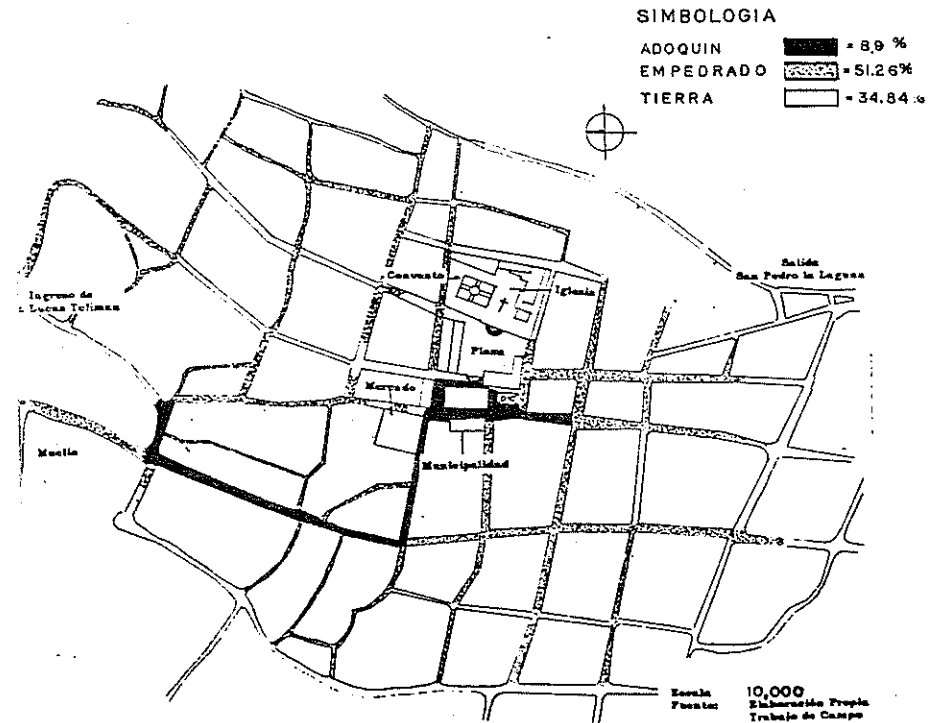 SIMBOLOGIA
ADOQUIN = 8,9 %
EMPEDRADO = 51.26%
TIERRA = 34.84 %
Salida
San Pedro la Laguna
Convento
Iglesia
Ingreso de
Lucas Toliman
Plaza
Mercado
Muelle
Municipalidad
Escala 10,000
Fuente: Elaboración Propia
Trabajo de Campo